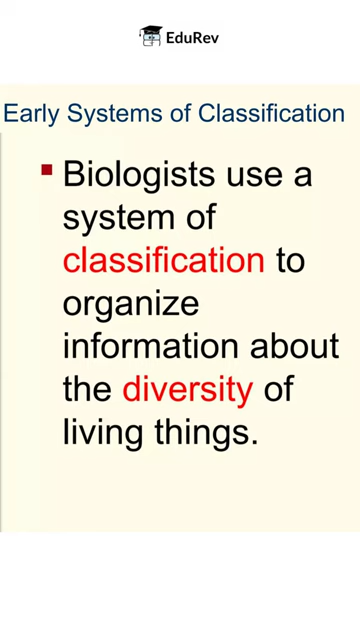 EduRev
Early Systems of Classification
Biologists use a
system of
classification to
organize
information about
the diversity of
living things.